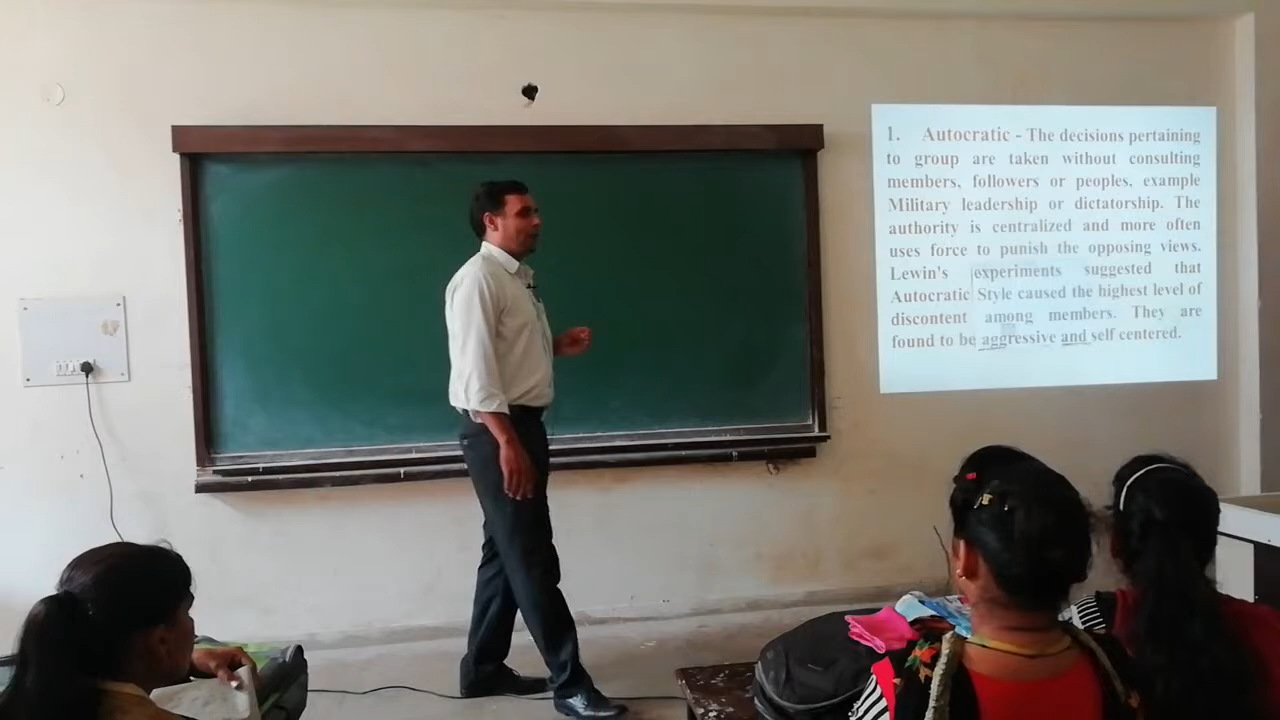 1. Autocratic - The decisions pertaining
to group are taken without consulting
members, followers or peoples, example
Military leadership or dictatorship. The
authority is centralized and more often
uses force to punish the opposing views.
Lewin's experiments suggested that
Autocratic Style caused the highest level of
discontent among members. They are
found to be aggressive and self centered.